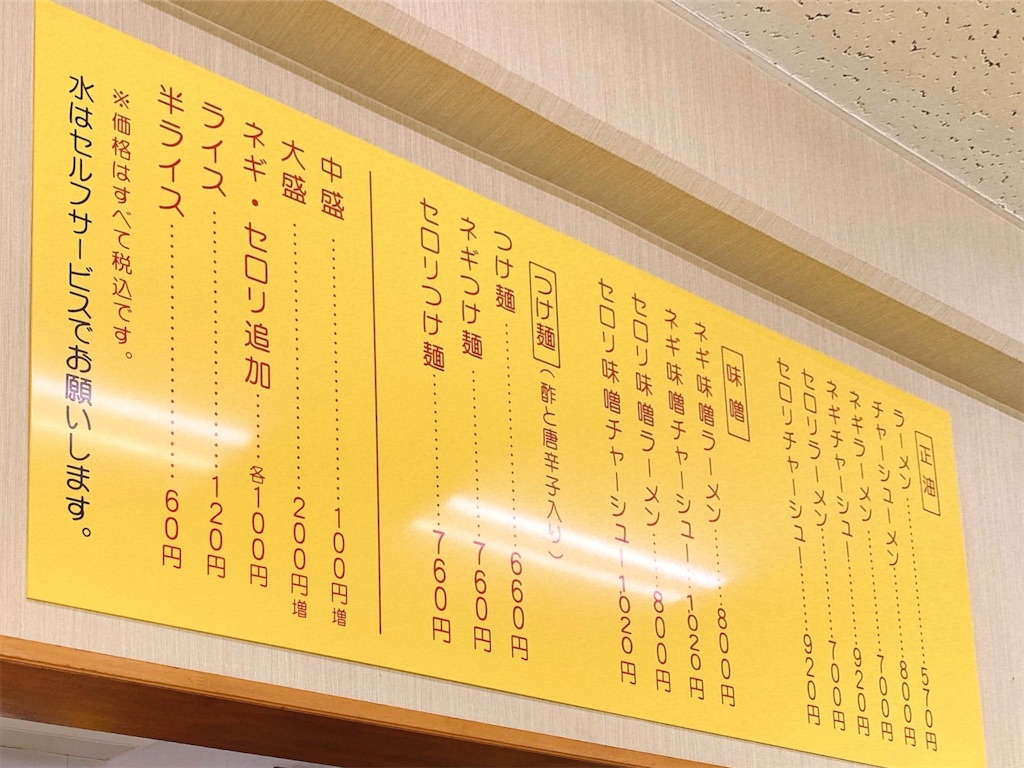 正油
ラーメン 570円
チャーシューメン 800円
ネギラーメン 700円
ネギチャーシュー 920円
セロリラーメン 700円
セロリチャーシュー 920円
味噌
ネギ味噌ラーメン 800円
ネギ味噌チャーシュー 1020円
セロリ味噌ラーメン 800円
セロリ味噌チャーシュー 1020円
つけ麺(酢と唐辛子入り)
つけ麺 660円
ネギつけ麺 760円
セロリつけ麺 760円
中盛 100円増
大盛 200円増
ネギ・セロリ追加 各100円
ライス 120円
半ライス 60円
※価格はすべて税込です。
水はセルフサービスでお願いします。